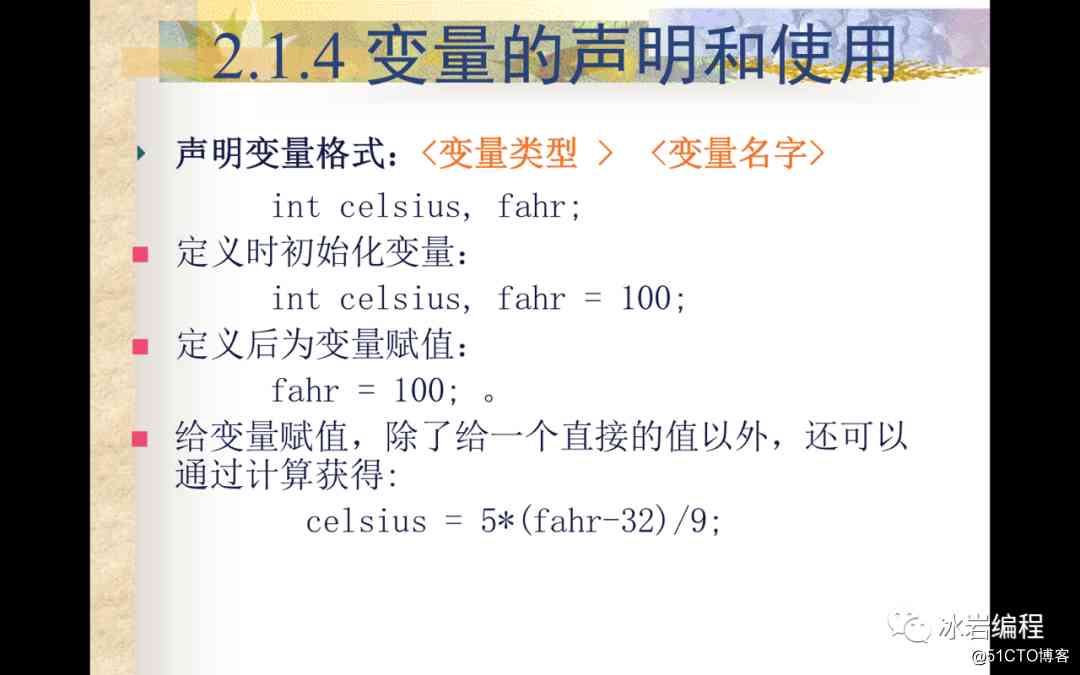 2.1.4 变量的声明和使用
声明变量格式：<变量类型 >  <变量名字>
int celsius, fahr;
定义时初始化变量：
int celsius, fahr = 100;
定义后为变量赋值：
fahr = 100; 。
给变量赋值，除了给一个直接的值以外，还可以
通过计算获得:
celsius = 5*(fahr-32)/9;
冰岩编程
@51CTO博客